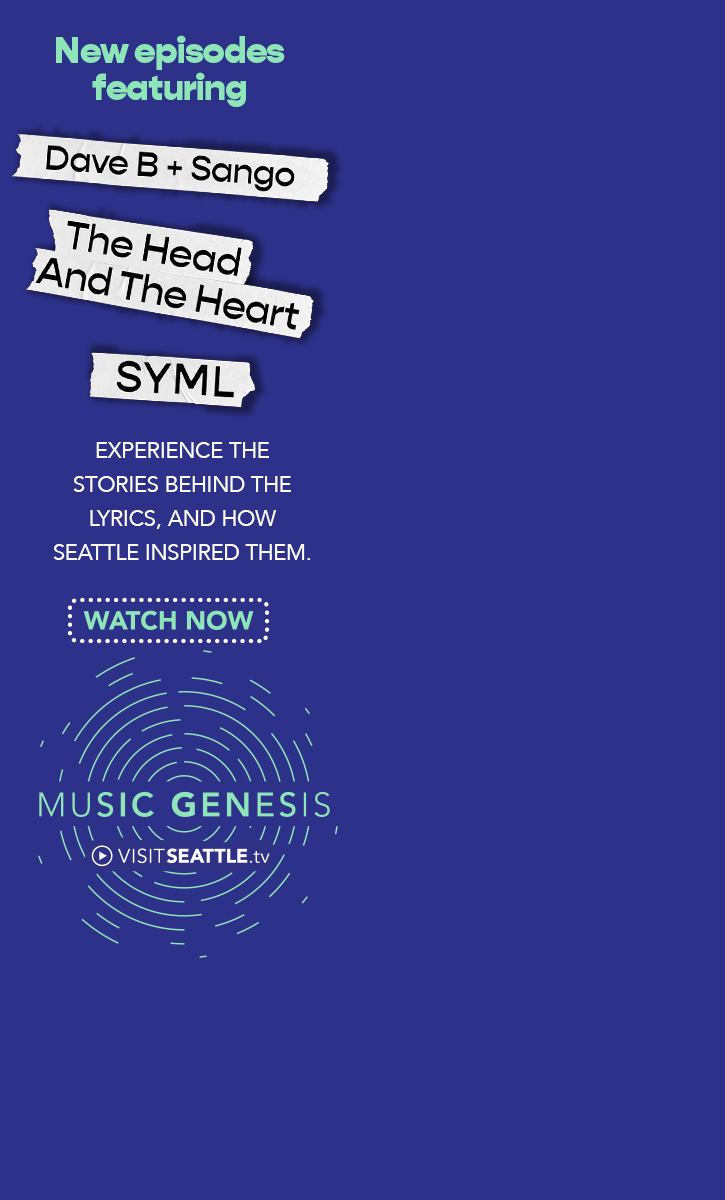 New episodes
featuring
Dave B + Sango
The Head
And The Heart
SYML
EXPERIENCE THE
STORIES BEHIND THE
LYRICS, AND HOW
SEATTLE INSPIRED THEM.
WATCH NOW
MUSIC GENESIS
VISITSEATTLE.tv